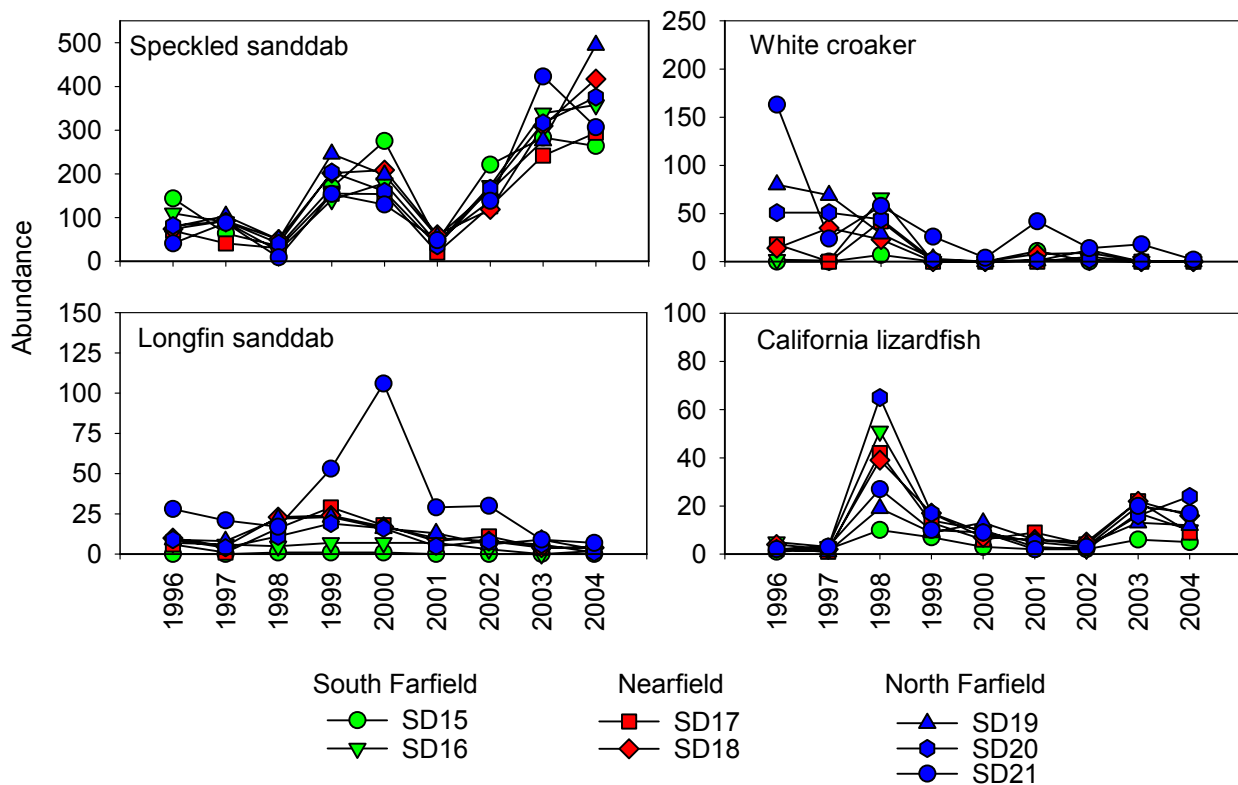 Abundance
Speckled sanddab
500
400
300
200
100
0
White croaker
250
200
150
100
50
0
Longfin sanddab
150
125
100
75
50
25
0
1996
1997
1998
1999
2000
2001
2002
2003
2004
California lizardfish
100
80
60
40
20
0
1996
1997
1998
1999
2000
2001
2002
2003
2004
South Farfield
SD15
SD16
Nearfield
SD17
SD18
North Farfield
SD19
SD20
SD21